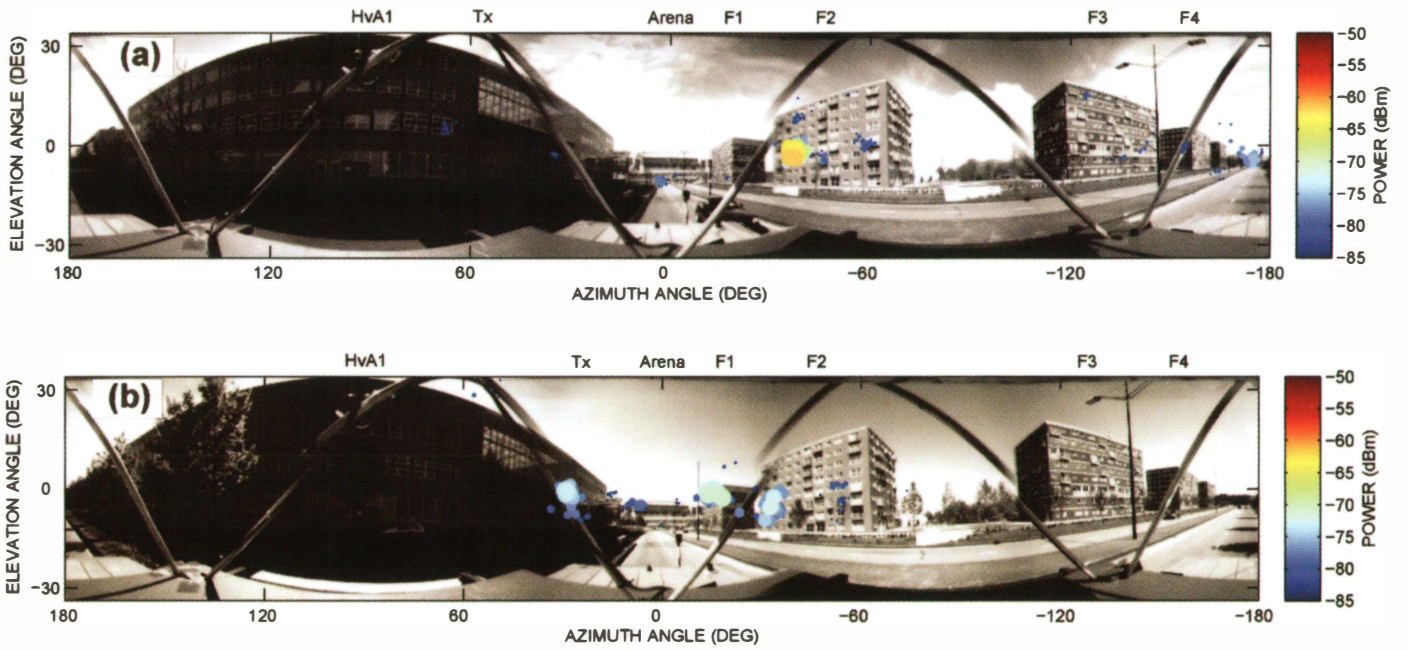 HvA1 Tx Arena F1 F2 F3 F4
(a)
ELEVATION ANGLE (DEG)
30
0
−30
180 120 60 0 −60 −120 −180
AZIMUTH ANGLE (DEG)
−50
−55
−60
−65
−70
−75
−80
−85
POWER (dBm)
HvA1 Tx Arena F1 F2 F3 F4
(b)
ELEVATION ANGLE (DEG)
30
0
−30
180 120 60 0 −60 −120 −180
AZIMUTH ANGLE (DEG)
−50
−55
−60
−65
−70
−75
−80
−85
POWER (dBm)